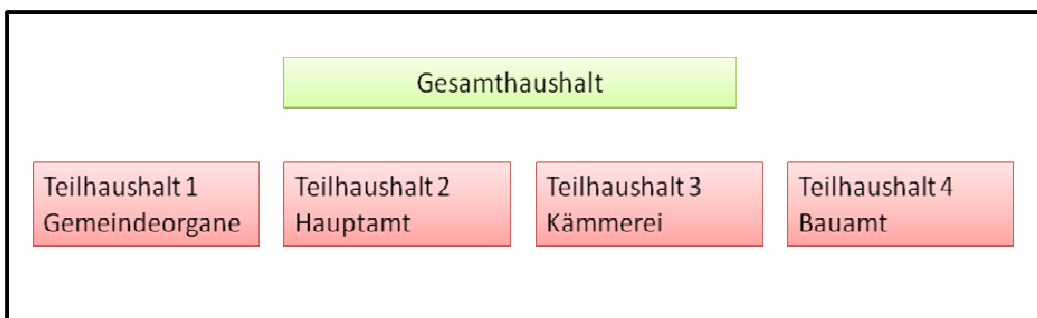 Gesamthaushalt
Teilhaushalt 1
Gemeindeorgane
Teilhaushalt 2
Hauptamt
Teilhaushalt 3
Kämmerei
Teilhaushalt 4
Bauamt